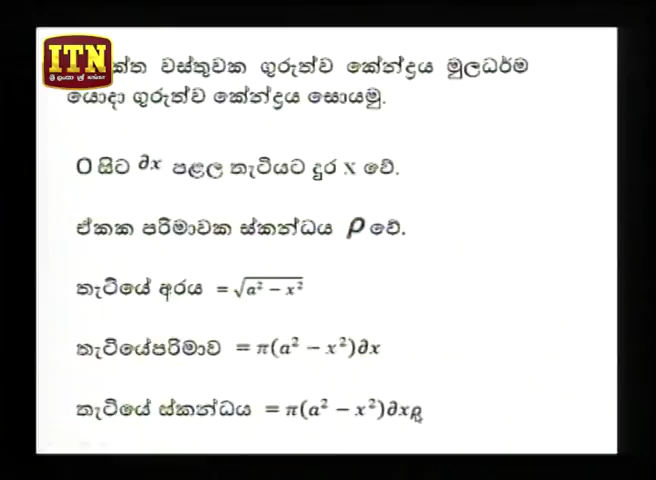 ITN
ශ්‍රී ලංකා
ක්ත වස්තුවක ගුරුත්ව කේන්ද්‍රය මූලධර්ම
යොදා ගුරුත්ව කේන්ද්‍රය සොයමු.
O සිට ∂x පළල තැටියට දුර x වේ.
ඒකක පරිමාවක ස්කන්ධය ρ වේ.
තැටියේ අරය = √(a² − x²)
තැටියේපරිමාව = π(a² − x²)∂x
තැටියේ ස්කන්ධය = π(a² − x²)∂xρ